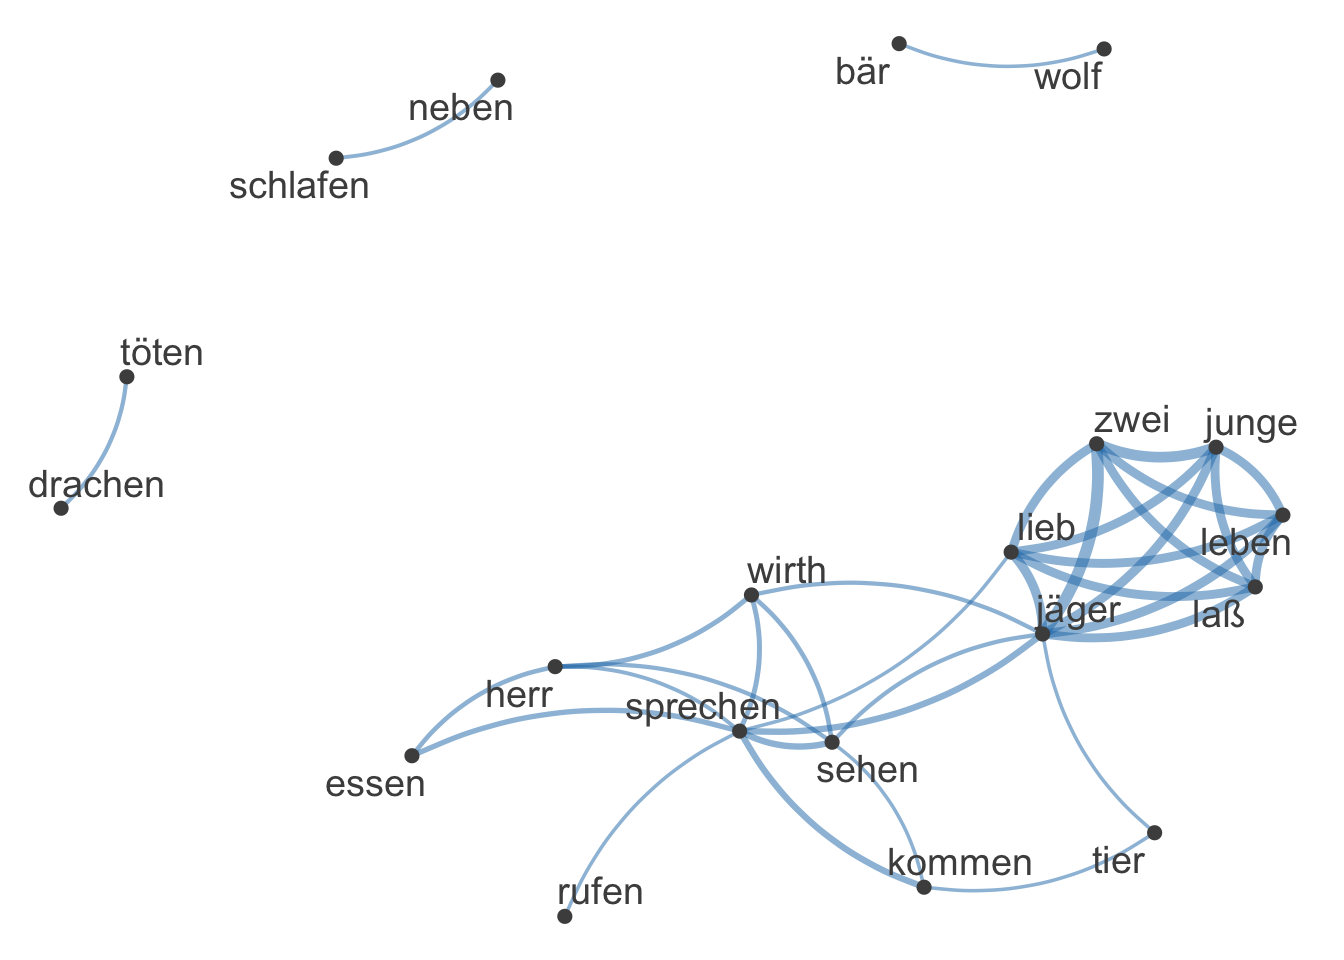 bär
wolf
neben
schlafen
töten
drachen
zwei
junge
lieb
leben
wirth
jäger
laß
herr
sprechen
sehen
essen
kommen
tier
rufen